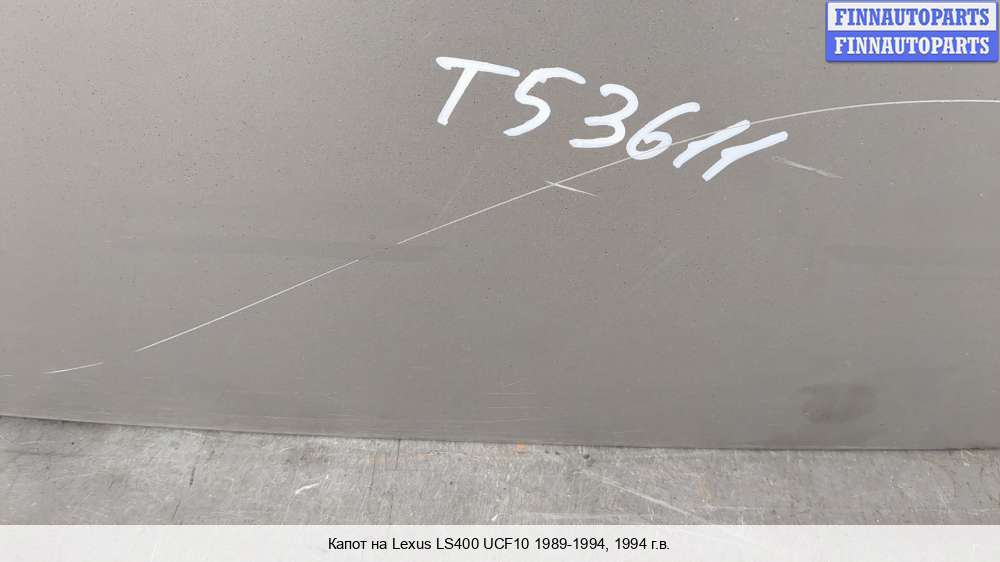 FINNAUTOPARTS
FINNAUTOPARTS
T53611
Капот на Lexus LS400 UCF10 1989-1994, 1994 г.в.